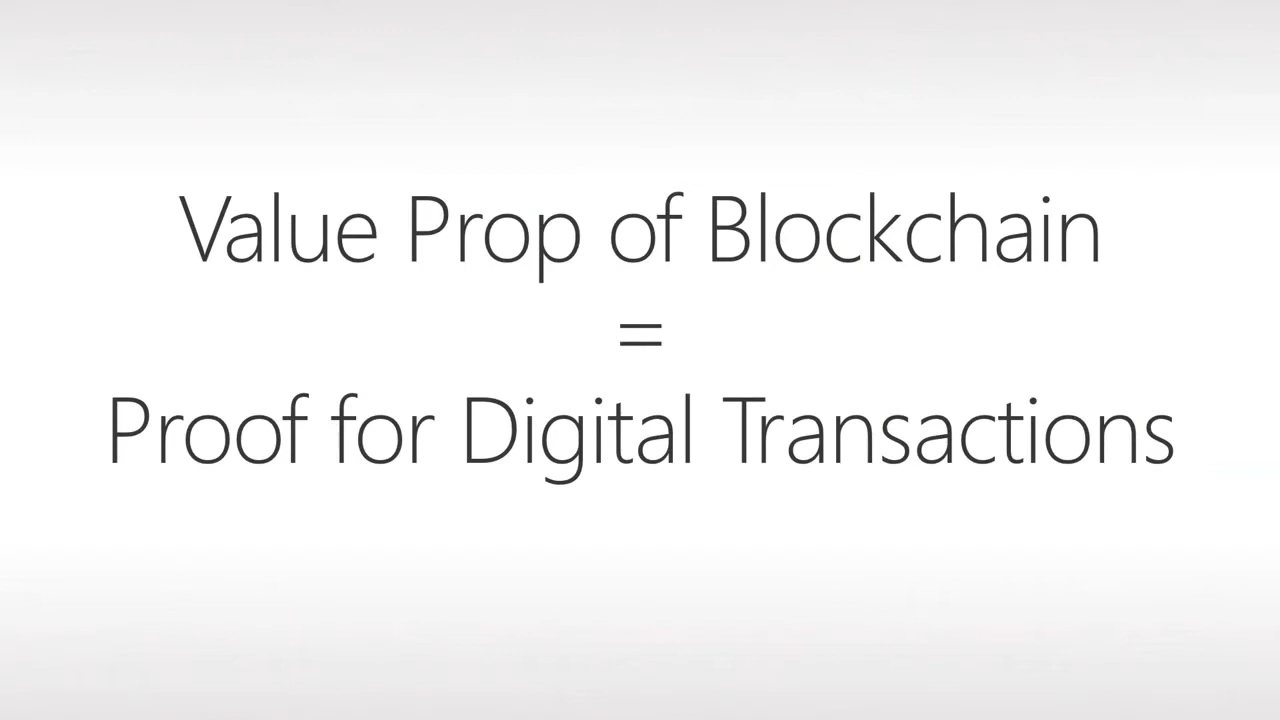 Value Prop of Blockchain
=
Proof for Digital Transactions